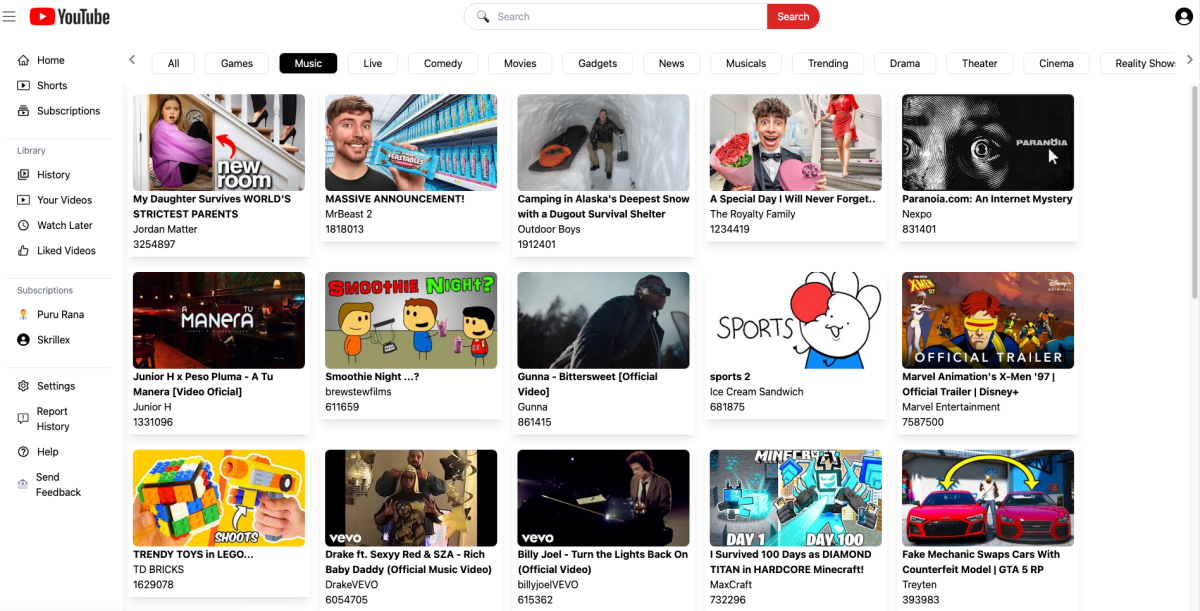 YouTube
Search
Search
Home
Shorts
Subscriptions
Library
History
Your Videos
Watch Later
Liked Videos
Subscriptions
Puru Rana
Skrillex
Settings
Report
History
Help
Send
Feedback
All
Games
Music
Live
Comedy
Movies
Gadgets
News
Musicals
Trending
Drama
Theater
Cinema
Reality Shows
new
room
My Daughter Survives WORLD'S
STRICTEST PARENTS
Jordan Matter
3254897
FEASTABLES
MASSIVE ANNOUNCEMENT!
MrBeast 2
1818013
Camping in Alaska's Deepest Snow
with a Dugout Survival Shelter
Outdoor Boys
1912401
A Special Day I Will Never Forget..
The Royalty Family
1234419
PARANOIA
Paranoia.com: An Internet Mystery
Nexpo
831401
A TU
MANERA
Junior H x Peso Pluma - A Tu
Manera [Video Oficial]
Junior H
1331096
SMOOTHIE NIGHT?
Smoothie Night ...?
brewstewfilms
611659
Gunna - Bittersweet [Official
Video]
Gunna
861415
SPORTS
sports 2
Ice Cream Sandwich
681875
X-MEN
'97
Disney+
ORIGINAL
OFFICIAL TRAILER
Marvel Animation's X-Men '97 |
Official Trailer | Disney+
Marvel Entertainment
7587500
SHOOTS
TRENDY TOYS in LEGO...
TD BRICKS
1629078
vevo
Drake ft. Sexyy Red & SZA - Rich
Baby Daddy (Official Music Video)
DrakeVEVO
6054705
vevo
Billy Joel - Turn the Lights Back On
(Official Video)
billyjoelVEVO
615362
MINECRAFT
DAY 1
DAY 100
I Survived 100 Days as DIAMOND
TITAN in HARDCORE Minecraft!
MaxCraft
732296
Fake Mechanic Swaps Cars With
Counterfeit Model | GTA 5 RP
Treyten
393983